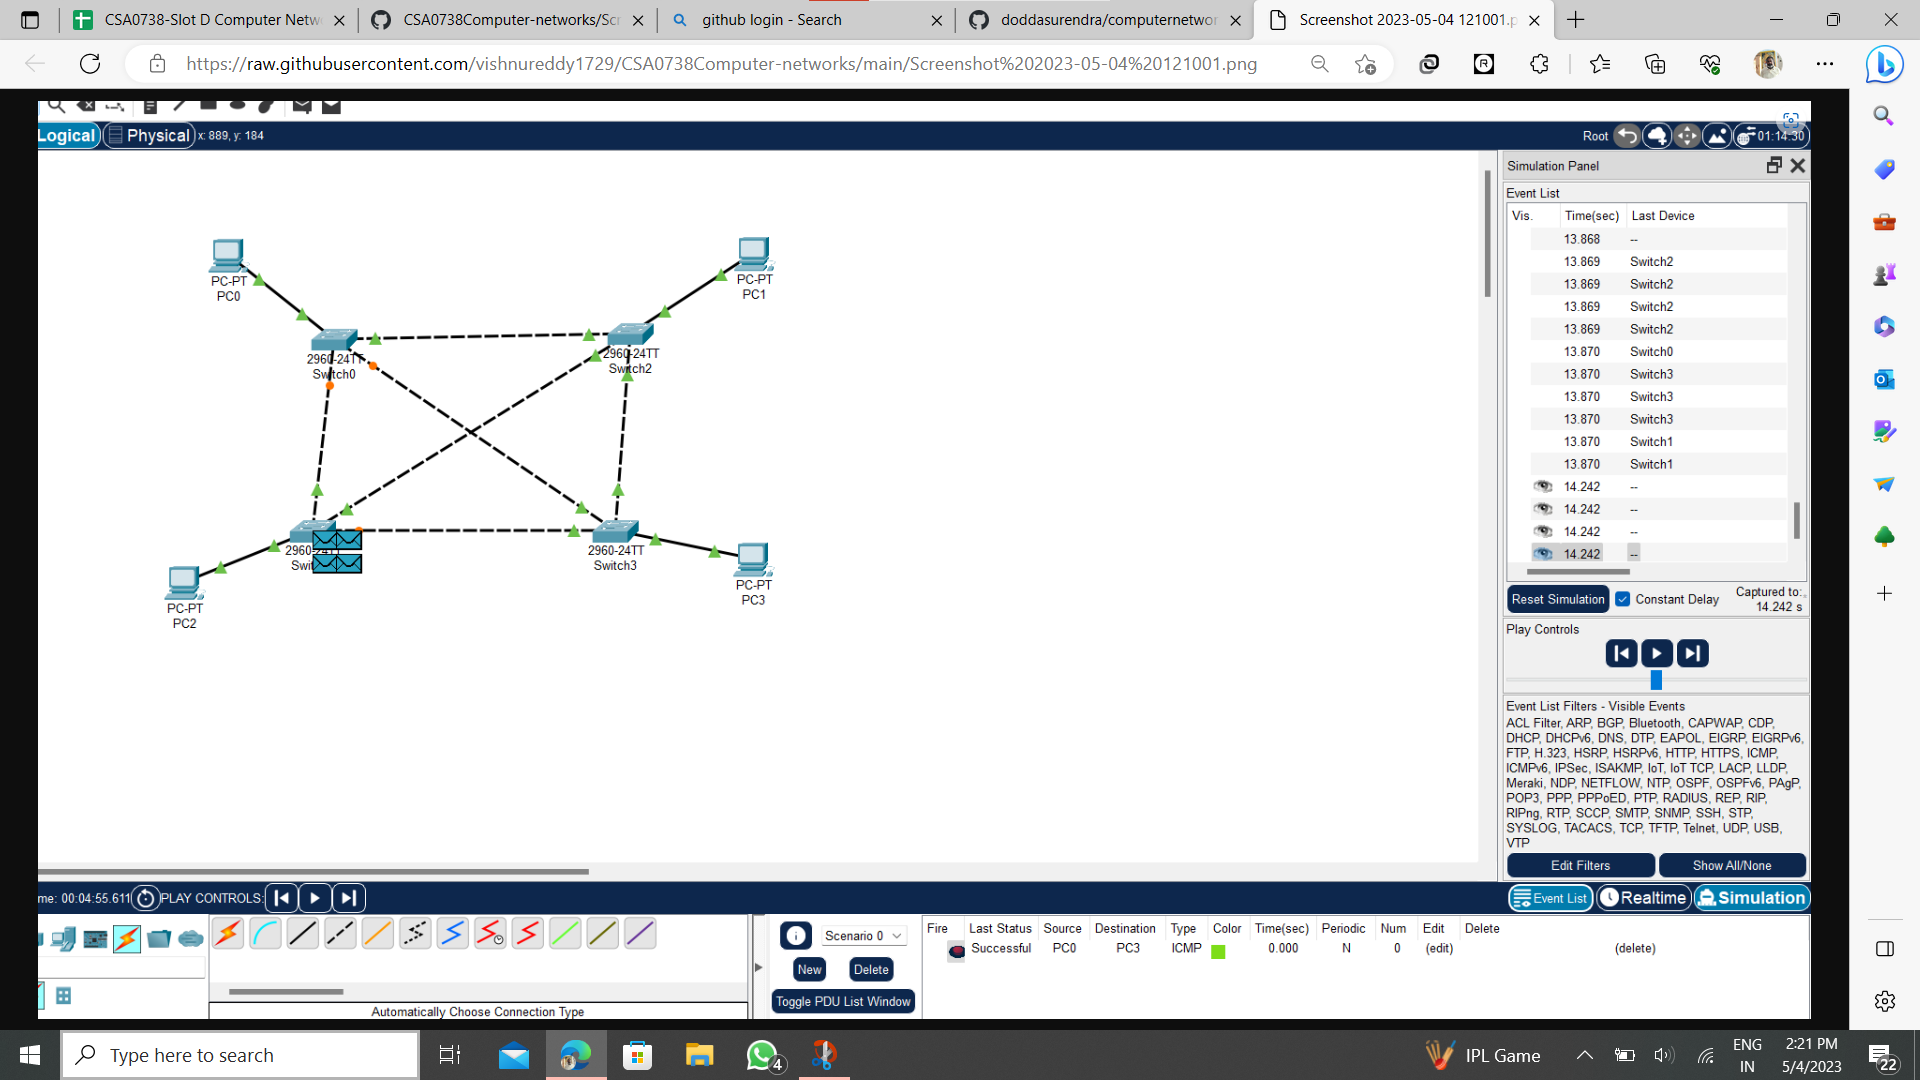 CSA0738-Slot D Computer Netw
CSA0738Computer-networks/Scr
github login - Search
doddasurendra/computernetwor
Screenshot 2023-05-04 121001.p
https://raw.githubusercontent.com/vishnureddy1729/CSA0738Computer-networks/main/Screenshot%202023-05-04%20121001.png
Logical
Physical
x: 889, y: 184
Root
01:14:30
Simulation Panel
Event List
Vis. Time(sec) Last Device
13.868 --
13.869 Switch2
13.869 Switch2
13.869 Switch2
13.869 Switch2
13.870 Switch0
13.870 Switch3
13.870 Switch3
13.870 Switch3
13.870 Switch1
13.870 Switch1
14.242 --
14.242 --
14.242 --
14.242 --
Reset Simulation
Constant Delay
Captured to:
14.242 s
Play Controls
Event List Filters - Visible Events
ACL Filter, ARP, BGP, Bluetooth, CAPWAP, CDP,
DHCP, DHCPv6, DNS, DTP, EAPOL, EIGRP, EIGRPv6,
FTP, H.323, HSRP, HSRPv6, HTTP, HTTPS, ICMP,
ICMPv6, IPSec, ISAKMP, IoT, IoT TCP, LACP, LLDP,
Meraki, NDP, NETFLOW, NTP, OSPF, OSPFv6, PAgP,
POP3, PPP, PPPoED, PTP, RADIUS, REP, RIP,
RIPng, RTP, SCCP, SMTP, SNMP, SSH, STP,
SYSLOG, TACACS, TCP, TFTP, Telnet, UDP, USB,
VTP
Edit Filters
Show All/None
PC-PT
PC0
PC-PT
PC1
2960-24TT
Switch0
2960-24TT
Switch2
2960-24TT
Swi
2960-24TT
Switch3
PC-PT
PC2
PC-PT
PC3
me: 00:04:55.611
PLAY CONTROLS:
Event List
Realtime
Simulation
Scenario 0
New
Delete
Toggle PDU List Window
Automatically Choose Connection Type
Fire Last Status Source Destination Type Color Time(sec) Periodic Num Edit Delete
Successful PC0 PC3 ICMP 0.000 N 0 (edit) (delete)
Type here to search
4
IPL Game
ENG
IN
2:21 PM
5/4/2023
22